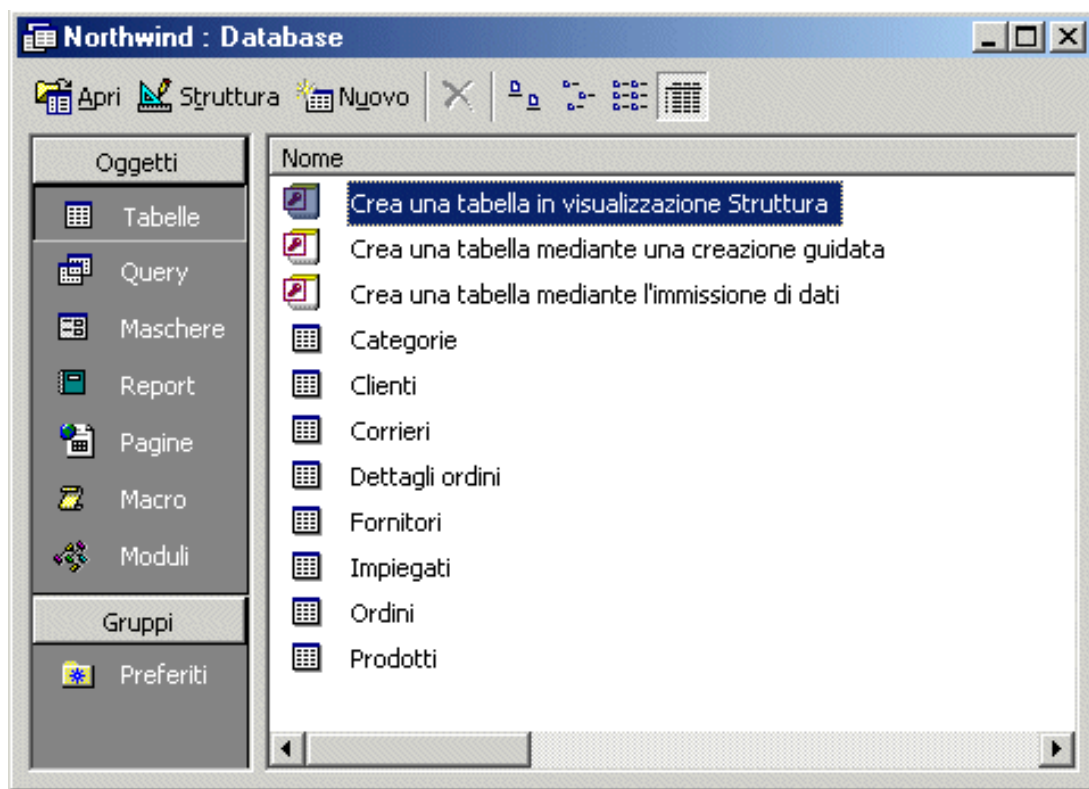 Northwind : Database
Apri Struttura Nuovo
Oggetti
Tabelle
Query
Maschere
Report
Pagine
Macro
Moduli
Gruppi
Preferiti
Nome
Crea una tabella in visualizzazione Struttura
Crea una tabella mediante una creazione guidata
Crea una tabella mediante l'immissione di dati
Categorie
Clienti
Corrieri
Dettagli ordini
Fornitori
Impiegati
Ordini
Prodotti